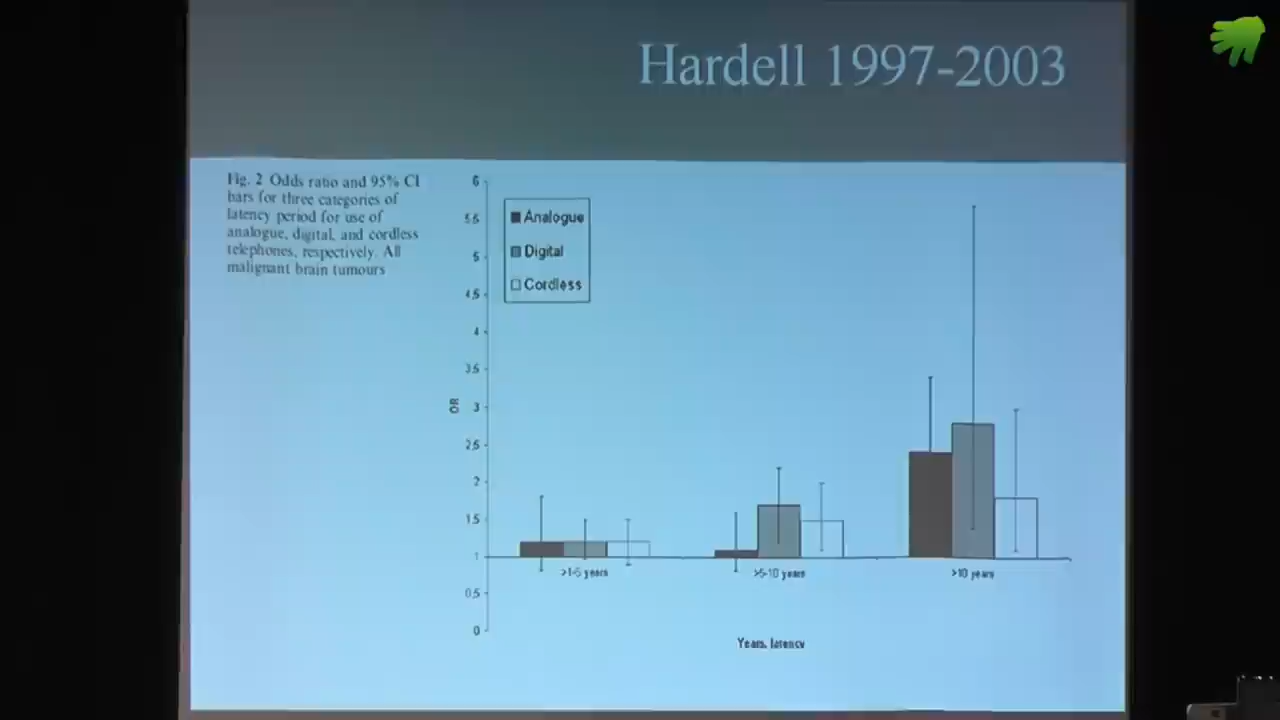 Hardell 1997-2003
Fig. 2 Odds ratio and 95% CI
bars for three categories of
latency period for use of
analogue, digital, and cordless
telephones, respectively. All
malignant brain tumours
6
5.5
5
4.5
4
3.5
3
2.5
2
1.5
1
0.5
0
OR
Analogue
Digital
Cordless
>1-5 years
>5-10 years
>10 years
Years, latency